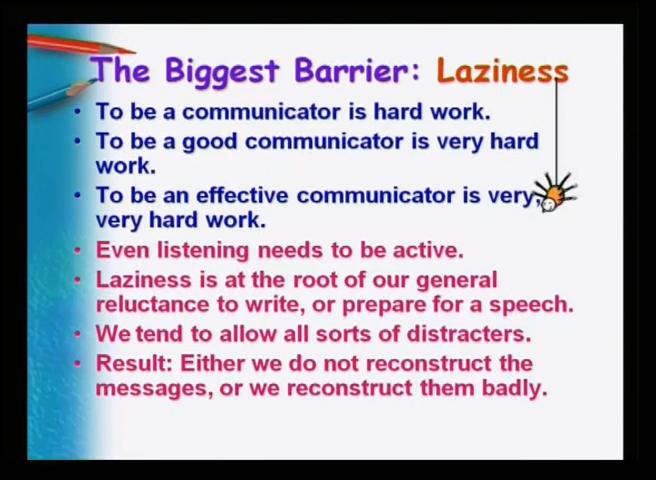 The Biggest Barrier: Laziness
• To be a communicator is hard work.
• To be a good communicator is very hard
work.
• To be an effective communicator is very,
very hard work.
• Even listening needs to be active.
• Laziness is at the root of our general
reluctance to write, or prepare for a speech.
• We tend to allow all sorts of distracters.
• Result: Either we do not reconstruct the
messages, or we reconstruct them badly.